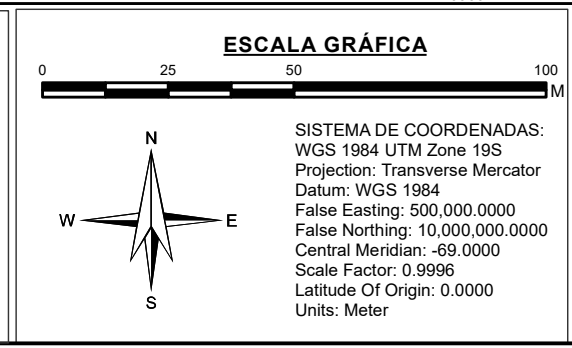 ESCALA GRÁFICA
0 25 50 100
M
N
W E
S
SISTEMA DE COORDENADAS:
WGS 1984 UTM Zone 19S
Projection: Transverse Mercator
Datum: WGS 1984
False Easting: 500,000.0000
False Northing: 10,000,000.0000
Central Meridian: -69.0000
Scale Factor: 0.9996
Latitude Of Origin: 0.0000
Units: Meter